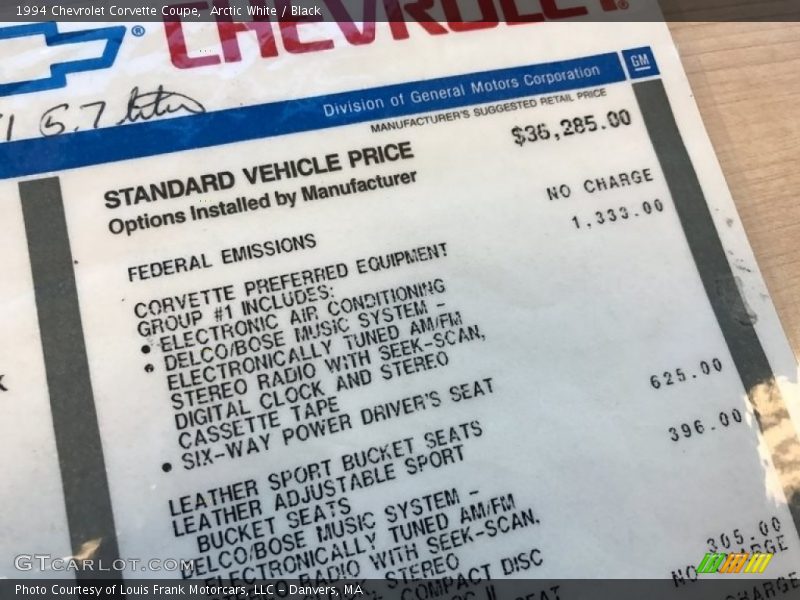 1994 Chevrolet Corvette Coupe, Arctic White / Black
CHEVROLET®
5.7 liter
Division of General Motors Corporation GM
MANUFACTURER'S SUGGESTED RETAIL PRICE
STANDARD VEHICLE PRICE $36,285.00
Options Installed by Manufacturer
FEDERAL EMISSIONS NO CHARGE
CORVETTE PREFERRED EQUIPMENT 1,333.00
GROUP #1 INCLUDES:
• ELECTRONIC AIR CONDITIONING
• DELCO/BOSE MUSIC SYSTEM -
ELECTRONICALLY TUNED AM/FM
STEREO RADIO WITH SEEK-SCAN,
DIGITAL CLOCK AND STEREO
CASSETTE TAPE
• SIX-WAY POWER DRIVER'S SEAT
LEATHER SPORT BUCKET SEATS 625.00
LEATHER ADJUSTABLE SPORT
BUCKET SEATS
DELCO/BOSE MUSIC SYSTEM - 396.00
ELECTRONICALLY TUNED AM/FM
STEREO RADIO WITH SEEK-SCAN,
STEREO
COMPACT DISC
305.00
SEAT NO CHARGE
CHARGE
GTCarLot.com
Photo Courtesy of Louis Frank Motorcars, LLC - Danvers, MA